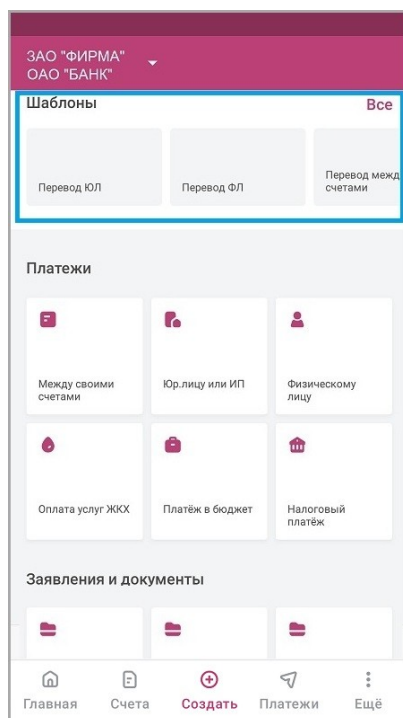 ЗАО "ФИРМА"
ОАО "БАНК"
Шаблоны Все
Перевод ЮЛ
Перевод ФЛ
Перевод межд
счетами
Платежи
Между своими
счетами
Юр.лицу или ИП
Физическому
лицу
Оплата услуг ЖКХ
Платёж в бюджет
Налоговый
платёж
Заявления и документы
Главная Счета Создать Платежи Ещё